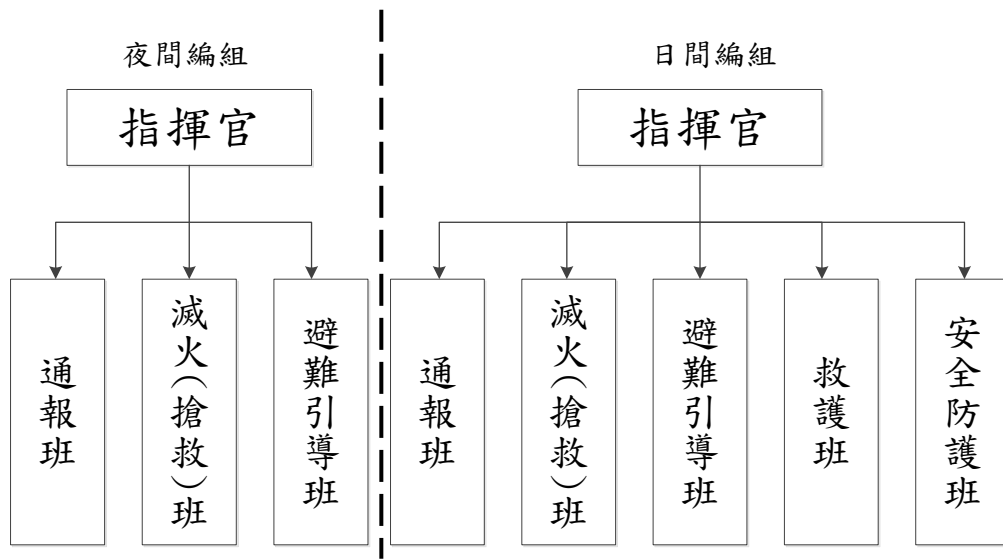 夜間編組
指揮官
通報班
滅火(搶救)班
避難引導班
日間編組
指揮官
通報班
滅火(搶救)班
避難引導班
救護班
安全防護班